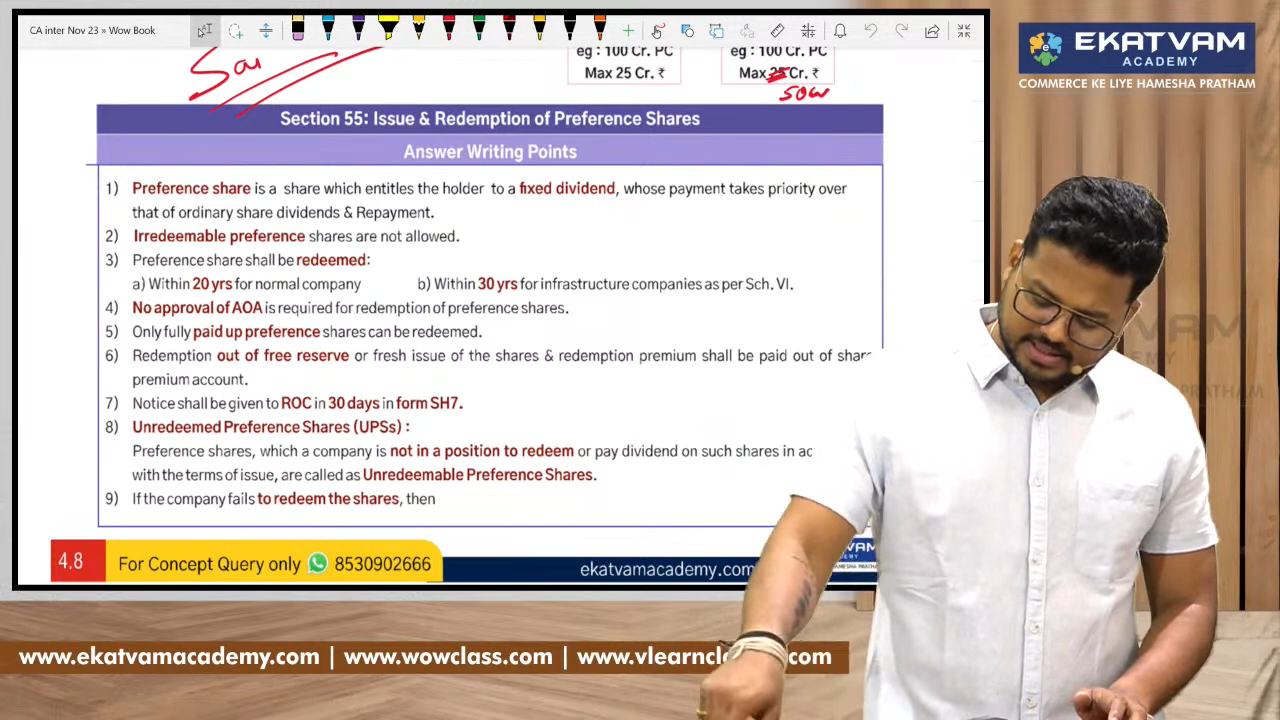 CA inter Nov 23 » Wow Book
eg : 100 Cr. PC
Max 25 Cr. ₹
eg : 100 Cr. PC
Max 25 Cr. ₹
Section 55: Issue & Redemption of Preference Shares
Answer Writing Points
1) Preference share is a share which entitles the holder to a fixed dividend, whose payment takes priority over
that of ordinary share dividends & Repayment.
2) Irredeemable preference shares are not allowed.
3) Preference share shall be redeemed:
a) Within 20 yrs for normal company b) Within 30 yrs for infrastructure companies as per Sch. VI.
4) No approval of AOA is required for redemption of preference shares.
5) Only fully paid up preference shares can be redeemed.
6) Redemption out of free reserve or fresh issue of the shares & redemption premium shall be paid out of share
premium account.
7) Notice shall be given to ROC in 30 days in form SH7.
8) Unredeemed Preference Shares (UPSs) :
Preference shares, which a company is not in a position to redeem or pay dividend on such shares in ac
with the terms of issue, are called as Unredeemable Preference Shares.
9) If the company fails to redeem the shares, then
4.8
For Concept Query only 8530902666
ekatvamacademy.com
EKATVAM
ACADEMY
COMMERCE KE LIYE HAMESHA PRATHAM
www.ekatvamacademy.com | www.wowclass.com | www.vlearncl com